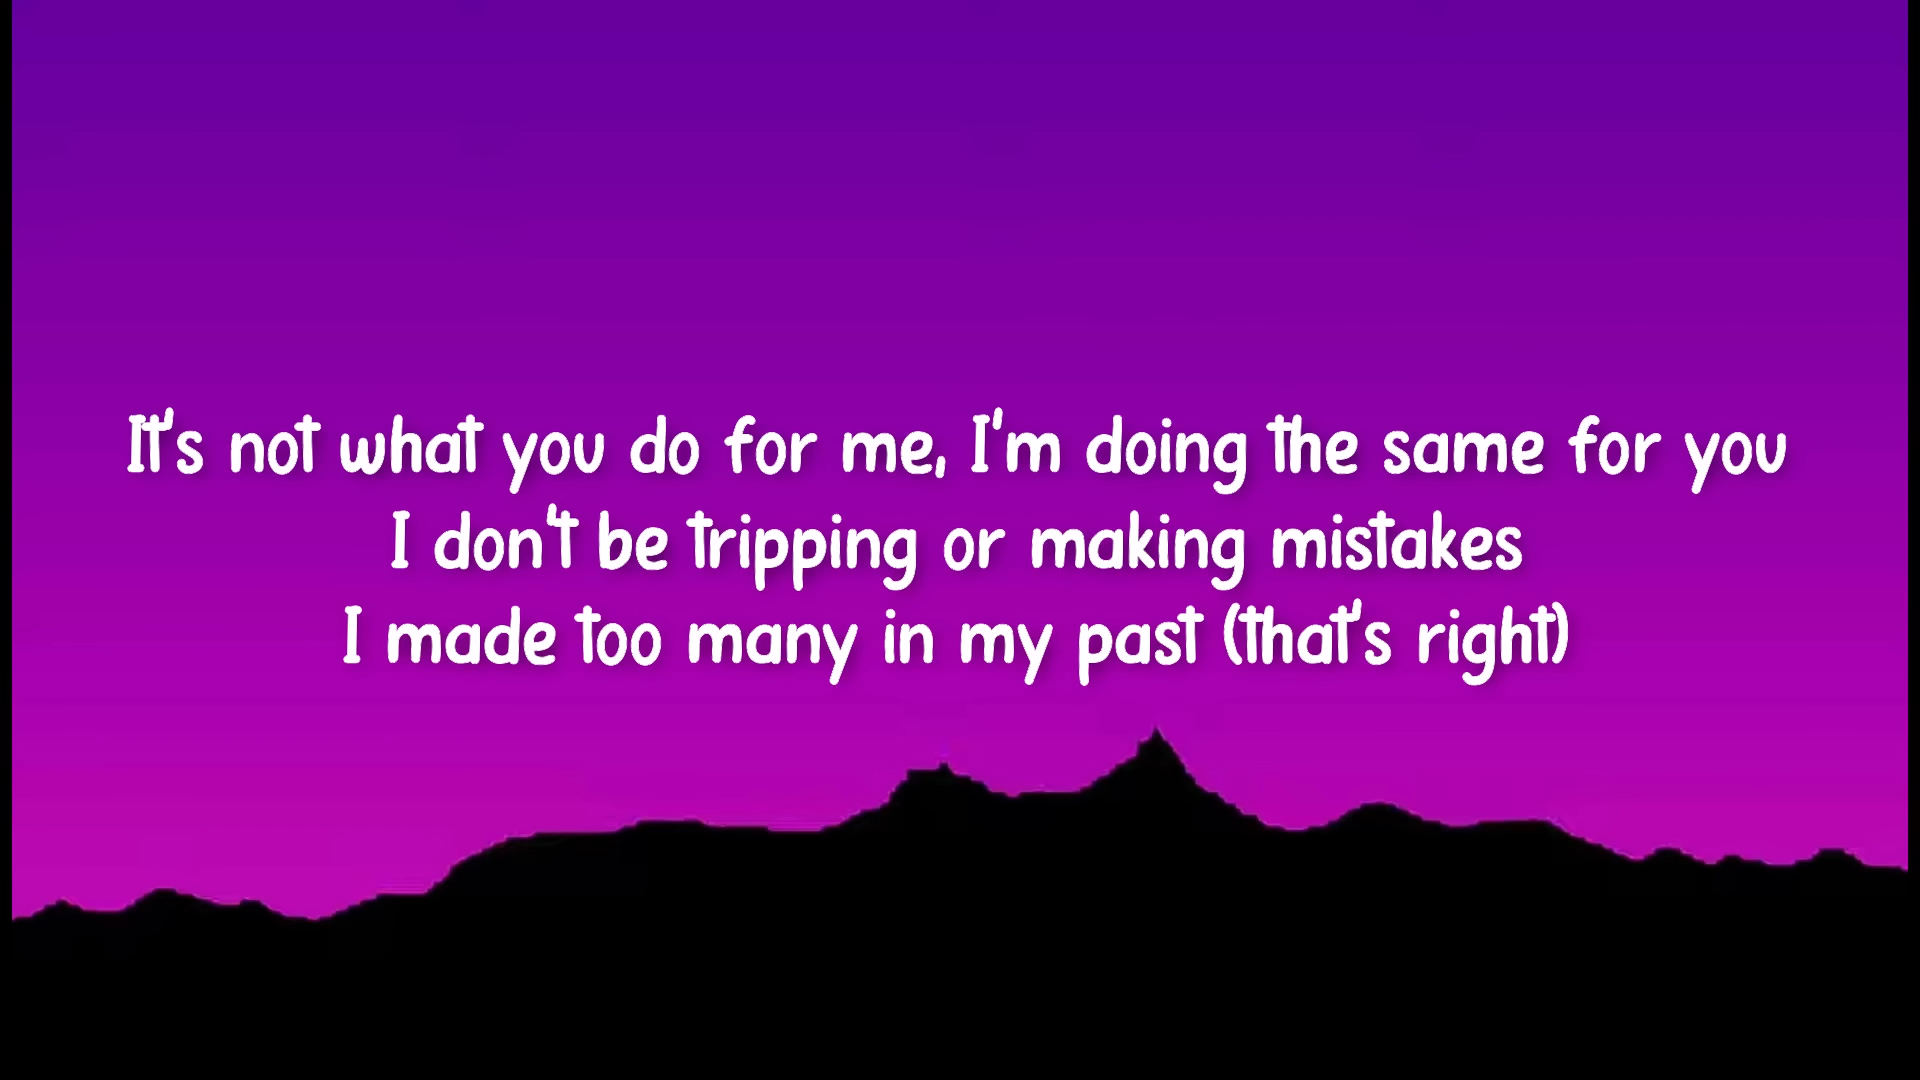 It's not what you do for me, I'm doing the same for you
I don't be tripping or making mistakes
I made too many in my past (that's right)